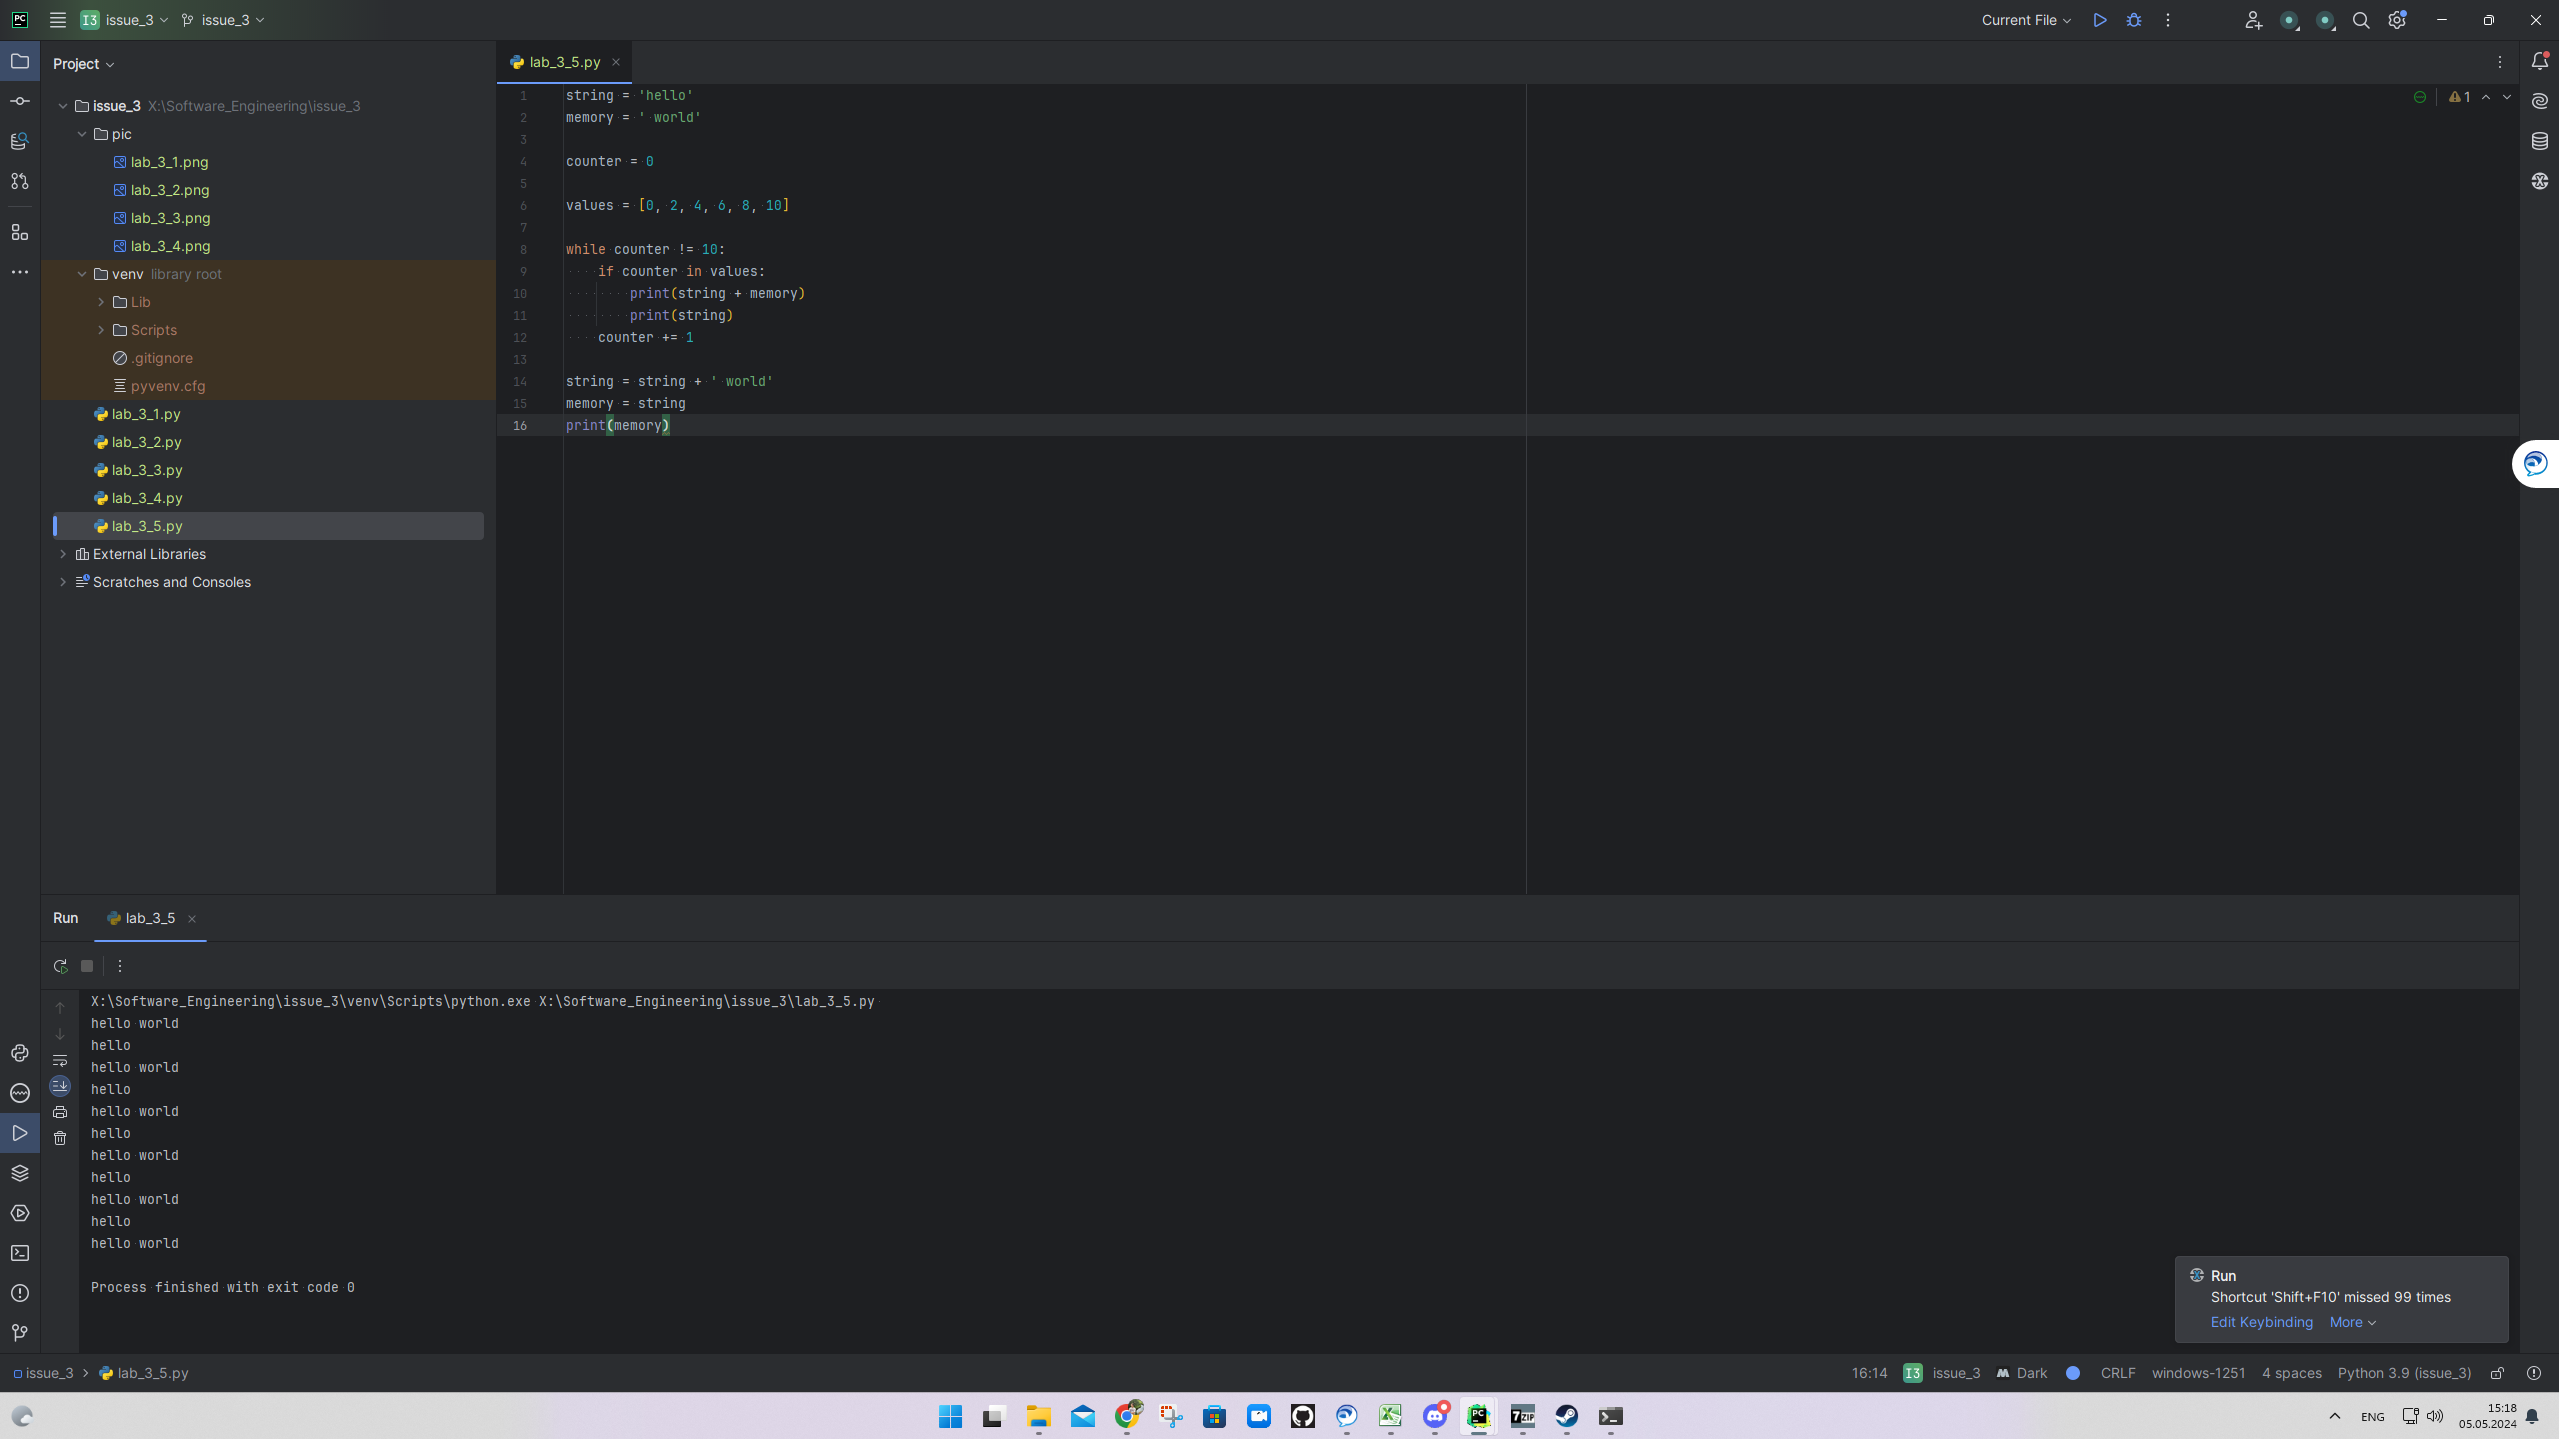 PC I3 issue_3 issue_3 Current File
Project
lab_3_5.py
issue_3 X:\Software_Engineering\issue_3
pic
lab_3_1.png
lab_3_2.png
lab_3_3.png
lab_3_4.png
venv library root
Lib
Scripts
.gitignore
pyvenv.cfg
lab_3_1.py
lab_3_2.py
lab_3_3.py
lab_3_4.py
lab_3_5.py
External Libraries
Scratches and Consoles
1 string = 'hello'
2 memory = ' world'
3
4 counter = 0
5
6 values = [0, 2, 4, 6, 8, 10]
7
8 while counter != 10:
9     if counter in values:
10         print(string + memory)
11         print(string)
12     counter += 1
13
14 string = string + ' world'
15 memory = string
16 print(memory)
1
Run lab_3_5
X:\Software_Engineering\issue_3\venv\Scripts\python.exe X:\Software_Engineering\issue_3\lab_3_5.py
hello world
hello
hello world
hello
hello world
hello
hello world
hello
hello world
hello
hello world
Process finished with exit code 0
Run
Shortcut 'Shift+F10' missed 99 times
Edit Keybinding More
issue_3 lab_3_5.py 16:14 I3 issue_3 Dark CRLF windows-1251 4 spaces Python 3.9 (issue_3)
PC 7ZIP ENG 15:18
05.05.2024